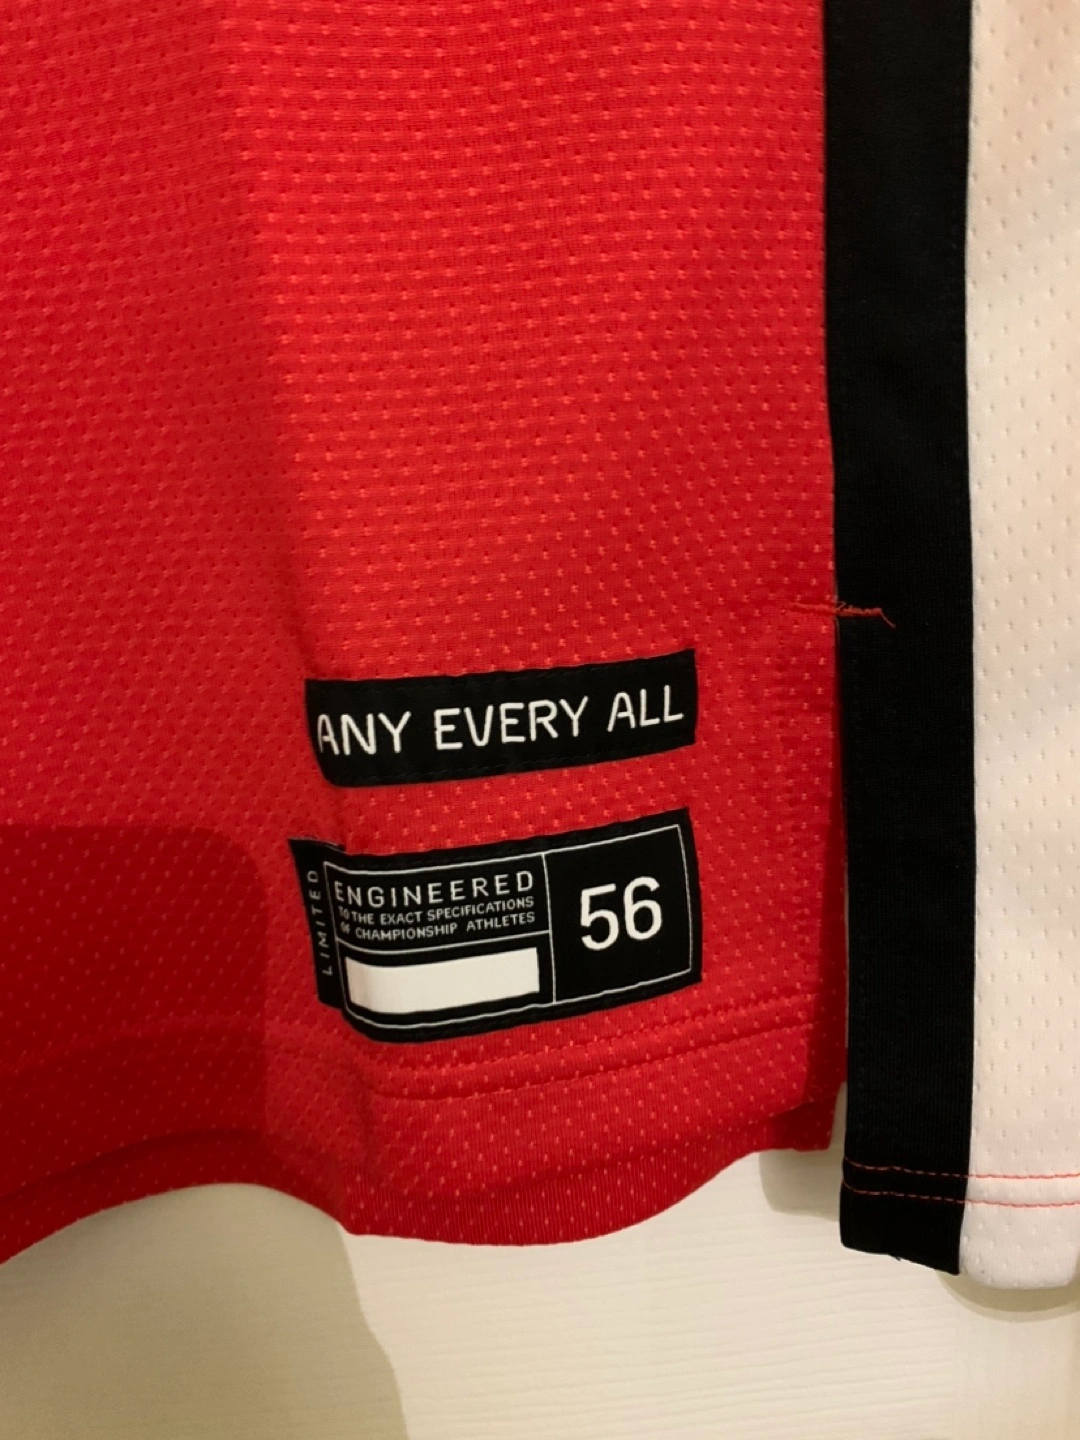 ANY EVERY ALL
LIMITED
ENGINEERED
TO THE EXACT SPECIFICATIONS
OF CHAMPIONSHIP ATHLETES
56